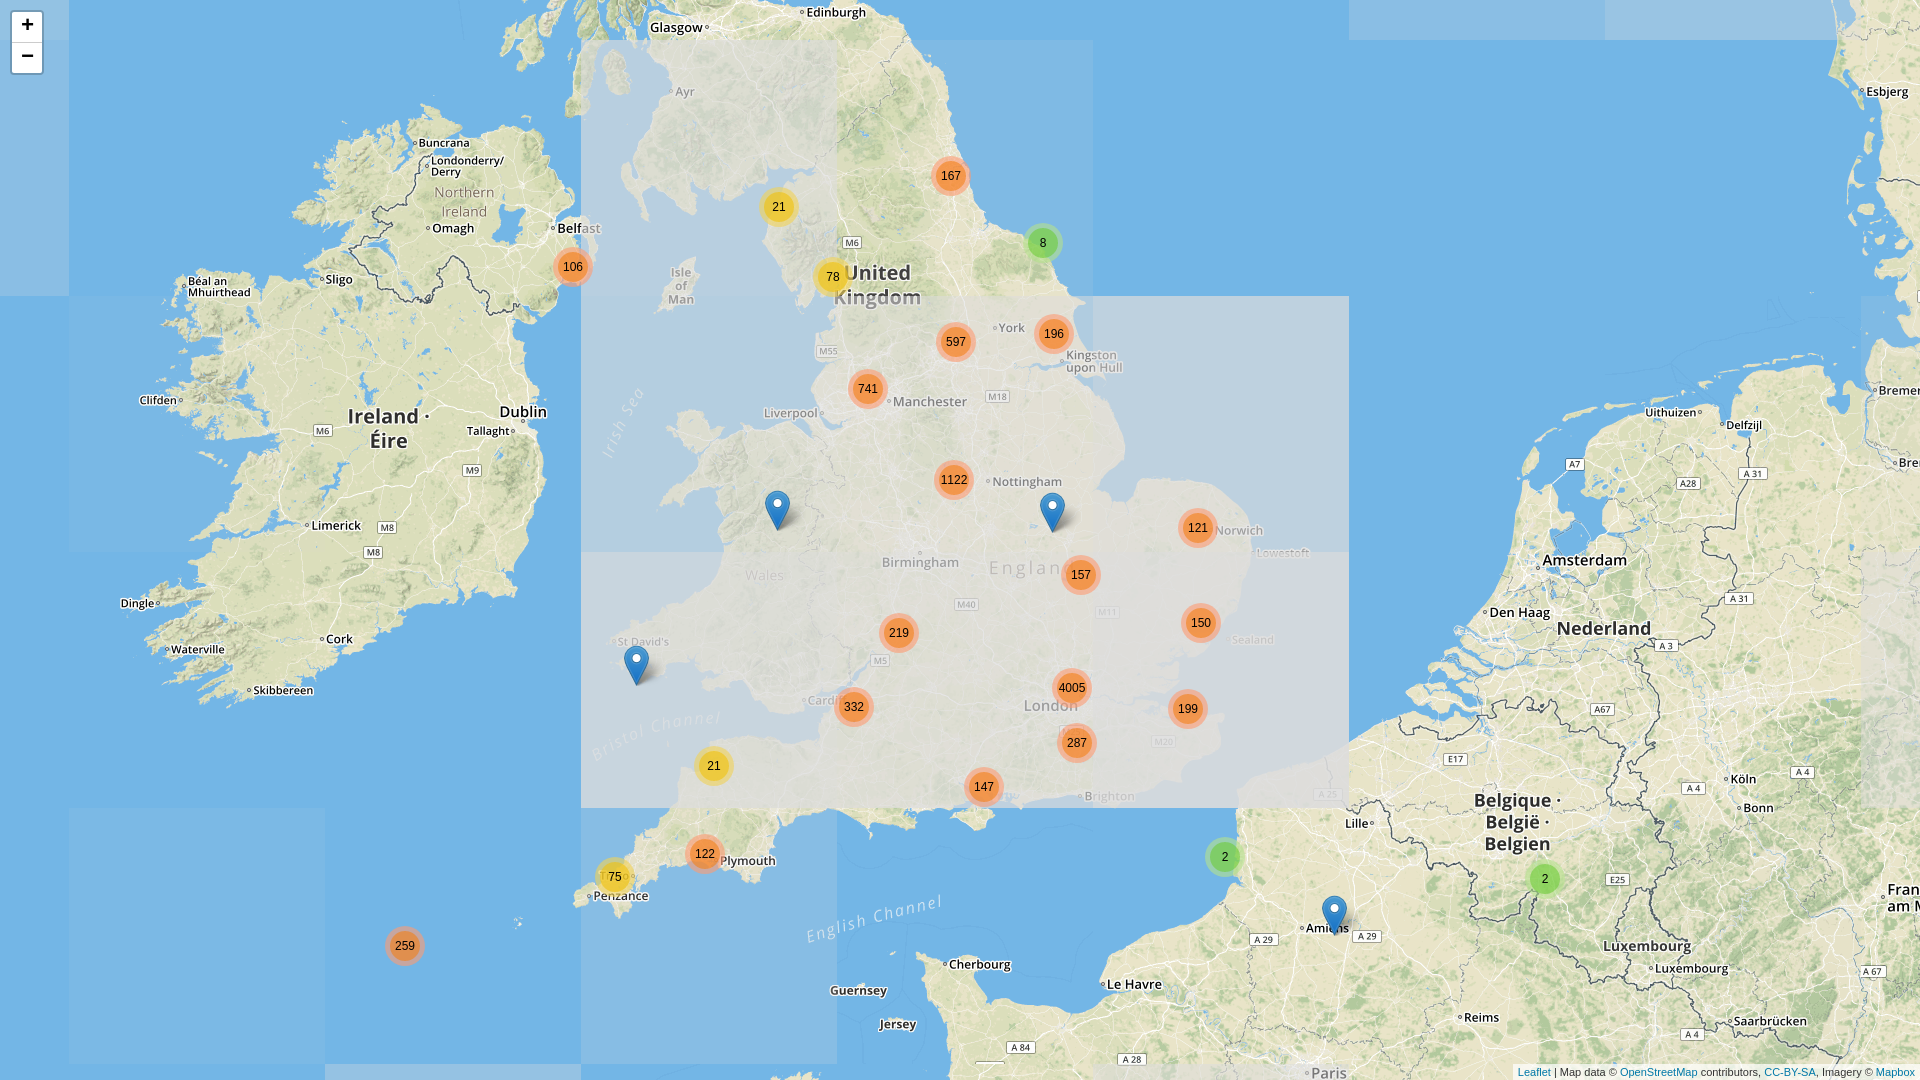 +
−
Edinburgh
Glasgow
Ayr
Esbjerg
Buncrana
Londonderry/
Derry
Northern
Ireland
Omagh
Belfast
Sligo
Béal an
Mhuirthead
106
21
167
8
M6
78
United
Kingdom
Isle
of
Man
York
196
597
Kingston
upon Hull
M55
741
Manchester
M18
Liverpool
Clifden
Ireland ·
Éire
Dublin
Tallaght
M6
M9
Irish Sea
Limerick
M8
M8
1122
Nottingham
121
Norwich
Lowestoft
Birmingham
England
157
Wales
M40
M11
150
Sealand
219
M5
St David's
Dingle
Cork
Waterville
Skibbereen
Cardiff
332
4005
London
199
287
M20
Bristol Channel
21
147
Brighton
122
Plymouth
75
Penzance
259
English Channel
Guernsey
Jersey
Cherbourg
Le Havre
2
A 25
Lille
Amiens
A 29
A 29
Reims
A 84
A 28
Paris
Uithuizen
Delfzijl
A7
A 31
A28
Amsterdam
Den Haag
Nederland
A 31
A 3
A67
E17
Köln
A 4
A 4
Bonn
Belgique ·
België ·
Belgien
2
E25
Luxembourg
Luxembourg
A 67
Saarbrücken
A 4
Fran
am M
Bremer
Bre
Leaflet | Map data © OpenStreetMap contributors, CC-BY-SA, Imagery © Mapbox